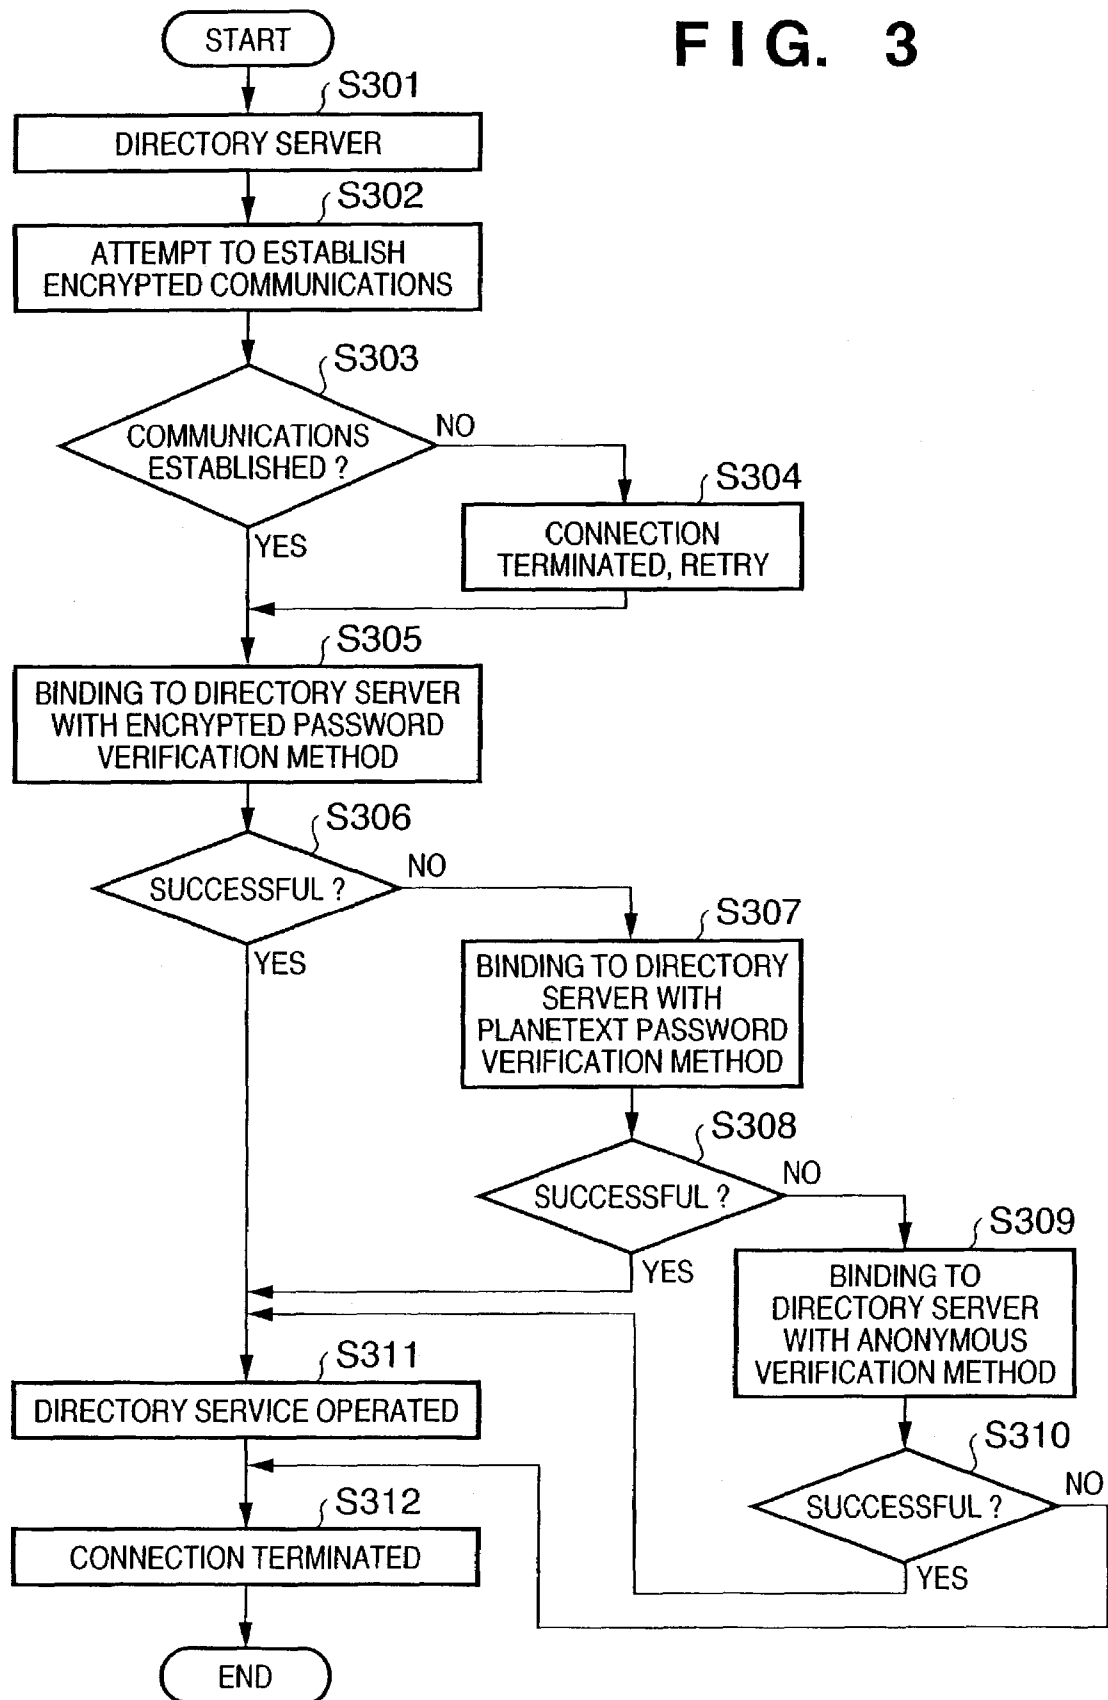 FIG. 3
START
S301
DIRECTORY SERVER
S302
ATTEMPT TO ESTABLISH
ENCRYPTED COMMUNICATIONS
S303
COMMUNICATIONS
ESTABLISHED ?
NO
YES
S304
CONNECTION
TERMINATED, RETRY
S305
BINDING TO DIRECTORY SERVER
WITH ENCRYPTED PASSWORD
VERIFICATION METHOD
S306
SUCCESSFUL ?
NO
YES
S307
BINDING TO DIRECTORY
SERVER WITH
PLANETEXT PASSWORD
VERIFICATION METHOD
S308
SUCCESSFUL ?
NO
YES
S309
BINDING TO
DIRECTORY SERVER
WITH ANONYMOUS
VERIFICATION METHOD
S310
SUCCESSFUL ?
NO
YES
S311
DIRECTORY SERVICE OPERATED
S312
CONNECTION TERMINATED
END